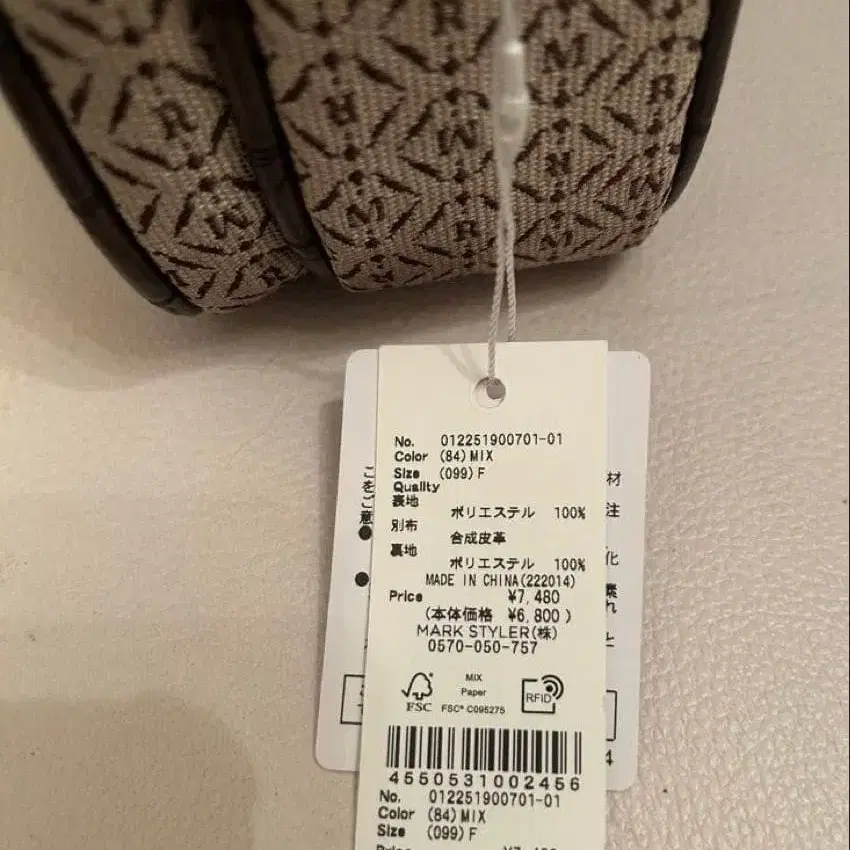 No. 012251900701-01
Color (84)MIX
Size (099)F
Quality
表地 ポリエステル 100%
別布 合成皮革
裏地 ポリエステル 100%
MADE IN CHINA(222014)
Price ¥7,480
(本体価格 ¥6,800)
MARK STYLER(株)
0570-050-757
FSC
MIX
Paper
FSC® C095275
RFID
4550531002456
No. 012251900701-01
Color (84)MIX
Size (099)F